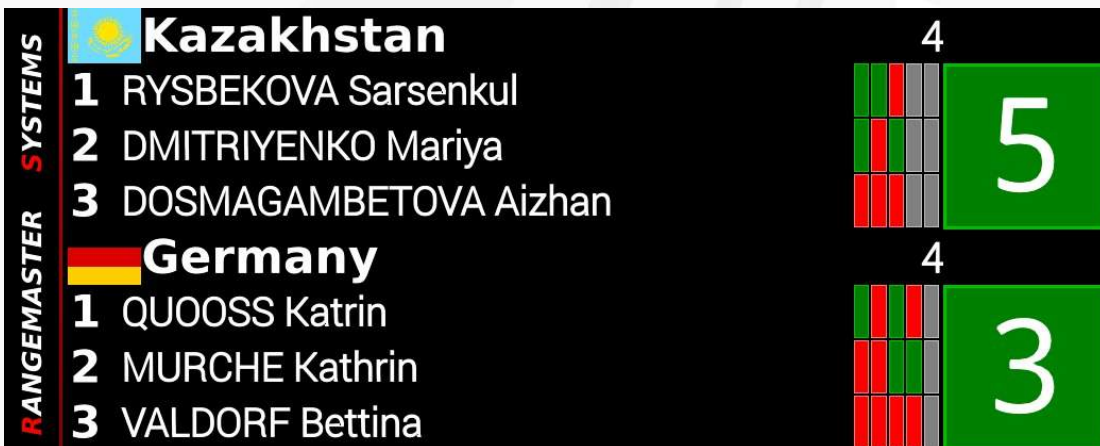 RANGEMASTER SYSTEMS
Kazakhstan 4
1 RYSBEKOVA Sarsenkul
2 DMITRIYENKO Mariya
3 DOSMAGAMBETOVA Aizhan
5
Germany 4
1 QUOOSS Katrin
2 MURCHE Kathrin
3 VALDORF Bettina
3